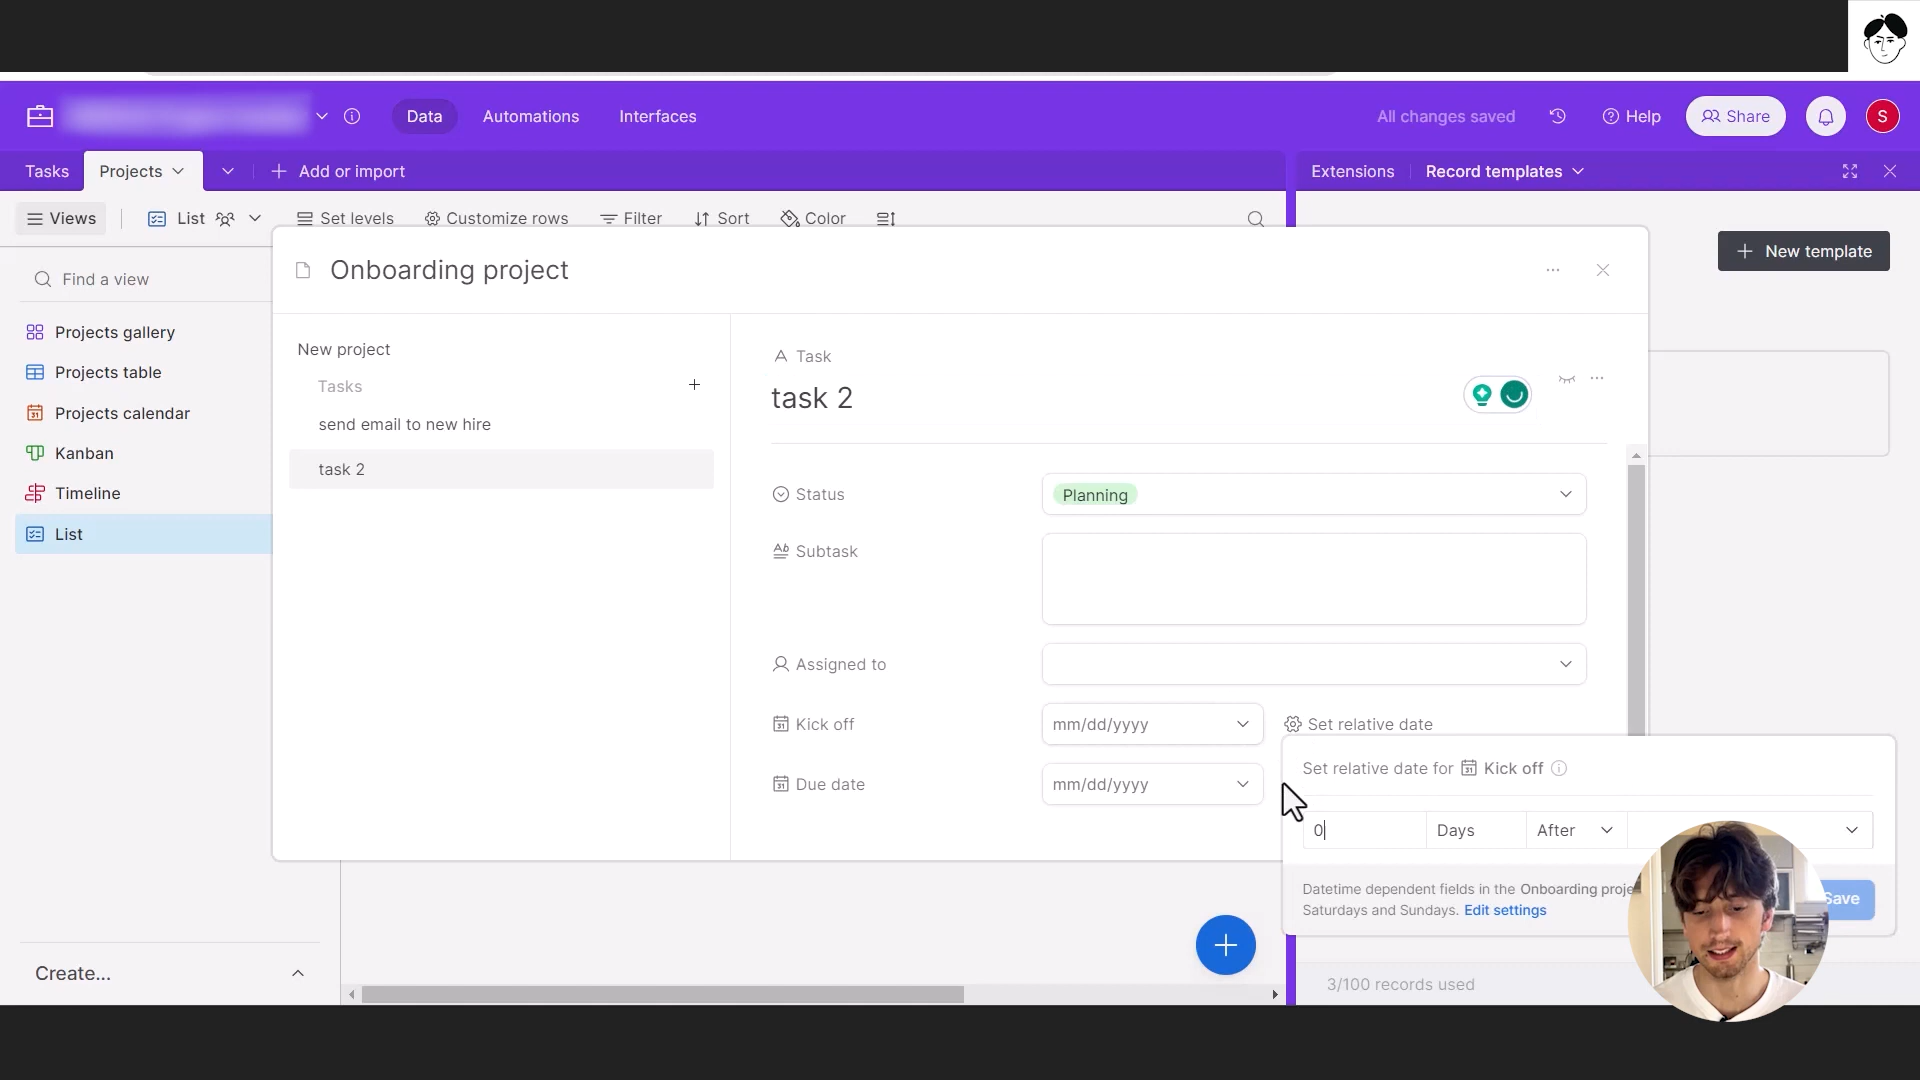 Data
Automations
Interfaces
All changes saved
Help
Share
S
Tasks
Projects
Add or import
Extensions
Record templates
Views
List
Set levels
Customize rows
Filter
Sort
Color
New template
Find a view
Projects gallery
Projects table
Projects calendar
Kanban
Timeline
List
Create...
Onboarding project
New project
Tasks
send email to new hire
task 2
Task
task 2
Status
Planning
Subtask
Assigned to
Kick off
mm/dd/yyyy
Set relative date
Due date
mm/dd/yyyy
Set relative date for Kick off
0
Days
After
Datetime dependent fields in the Onboarding proje
Saturdays and Sundays. Edit settings
Save
3/100 records used